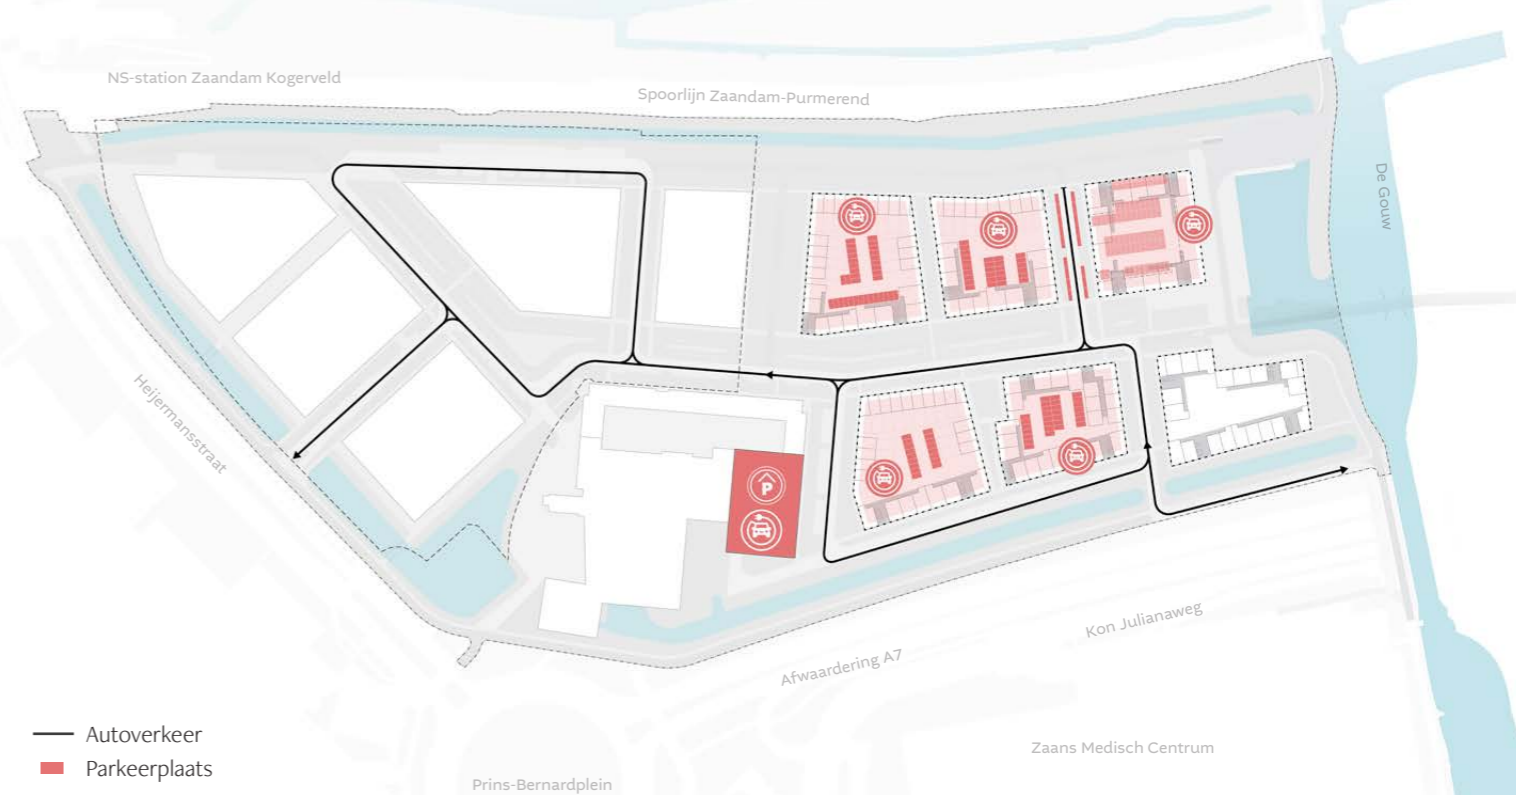 NS-station Zaandam Kogerveld
Spoorlijn Zaandam-Purmerend
De Gouw
Heijermansstraat
P
Kon Julianaweg
Afwaardering A7
Zaans Medisch Centrum
Prins-Bernardplein
Autoverkeer
Parkeerplaats